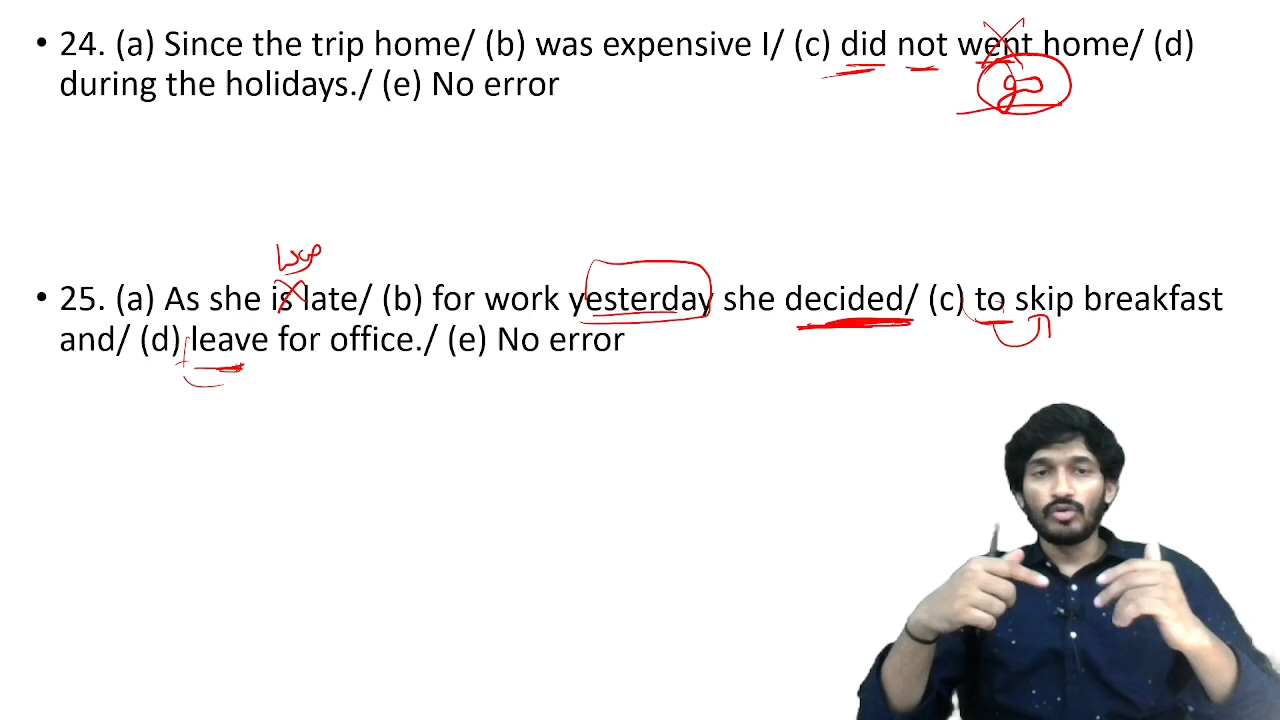 • 24. (a) Since the trip home/ (b) was expensive I/ (c) did not went home/ (d)
go
during the holidays./ (e) No error
was
• 25. (a) As she is late/ (b) for work yesterday she decided/ (c) to skip breakfast
and/ (d) leave for office./ (e) No error